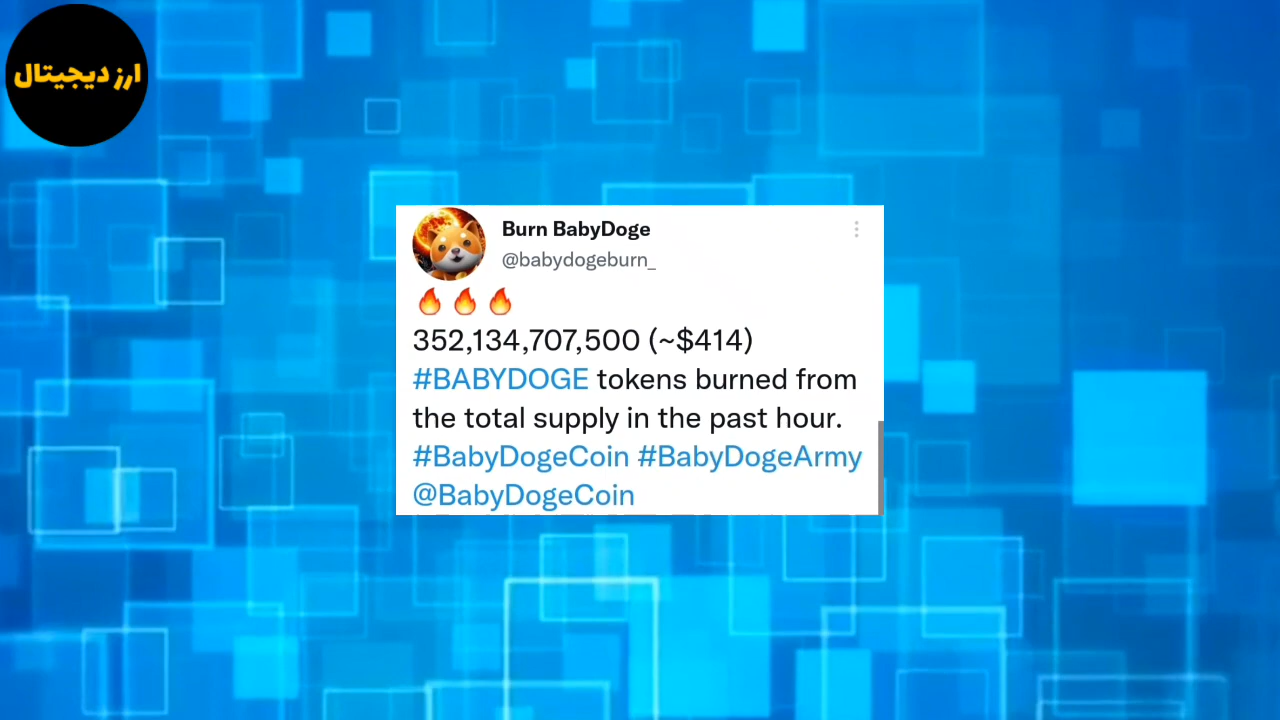 ارز دیجیتال
Burn BabyDoge
@babydogeburn_
🔥 🔥 🔥
352,134,707,500 (~$414)
#BABYDOGE tokens burned from
the total supply in the past hour.
#BabyDogeCoin #BabyDogeArmy
@BabyDogeCoin